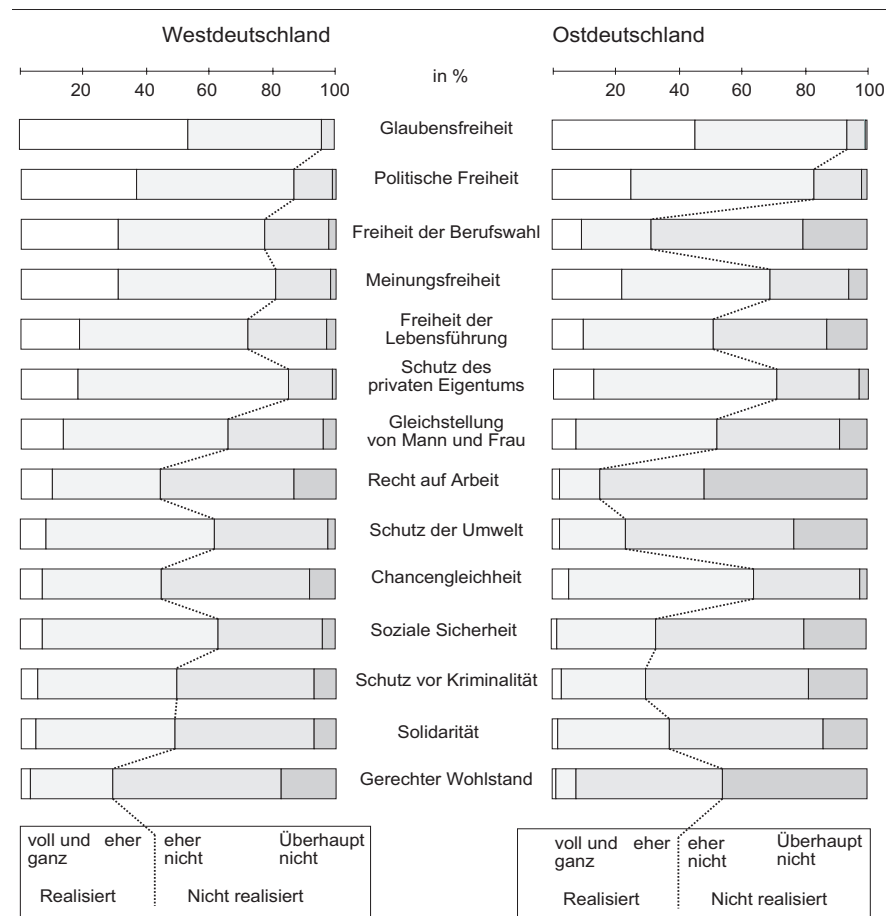 Westdeutschland Ostdeutschland
in %
20 40 60 80 100 20 40 60 80 100
Glaubensfreiheit
Politische Freiheit
Freiheit der Berufswahl
Meinungsfreiheit
Freiheit der
Lebensführung
Schutz des
privaten Eigentums
Gleichstellung
von Mann und Frau
Recht auf Arbeit
Schutz der Umwelt
Chancengleichheit
Soziale Sicherheit
Schutz vor Kriminalität
Solidarität
Gerechter Wohlstand
voll und eher eher Überhaupt
ganz nicht nicht
Realisiert Nicht realisiert
voll und eher eher Überhaupt
ganz nicht nicht
Realisiert Nicht realisiert